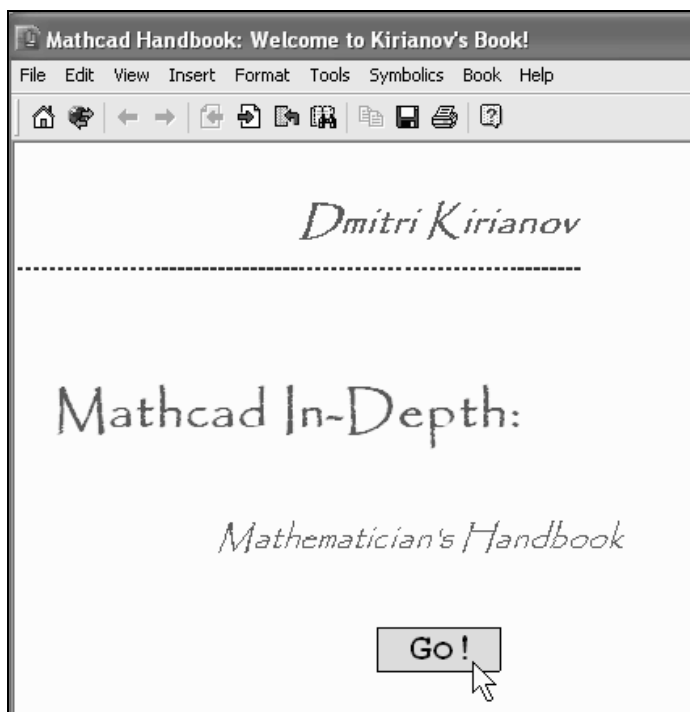 Mathcad Handbook: Welcome to Kirianov's Book!
File Edit View Insert Format Tools Symbolics Book Help
Dmitri Kirianov
Mathcad In-Depth:
Mathematician's Handbook
Go!